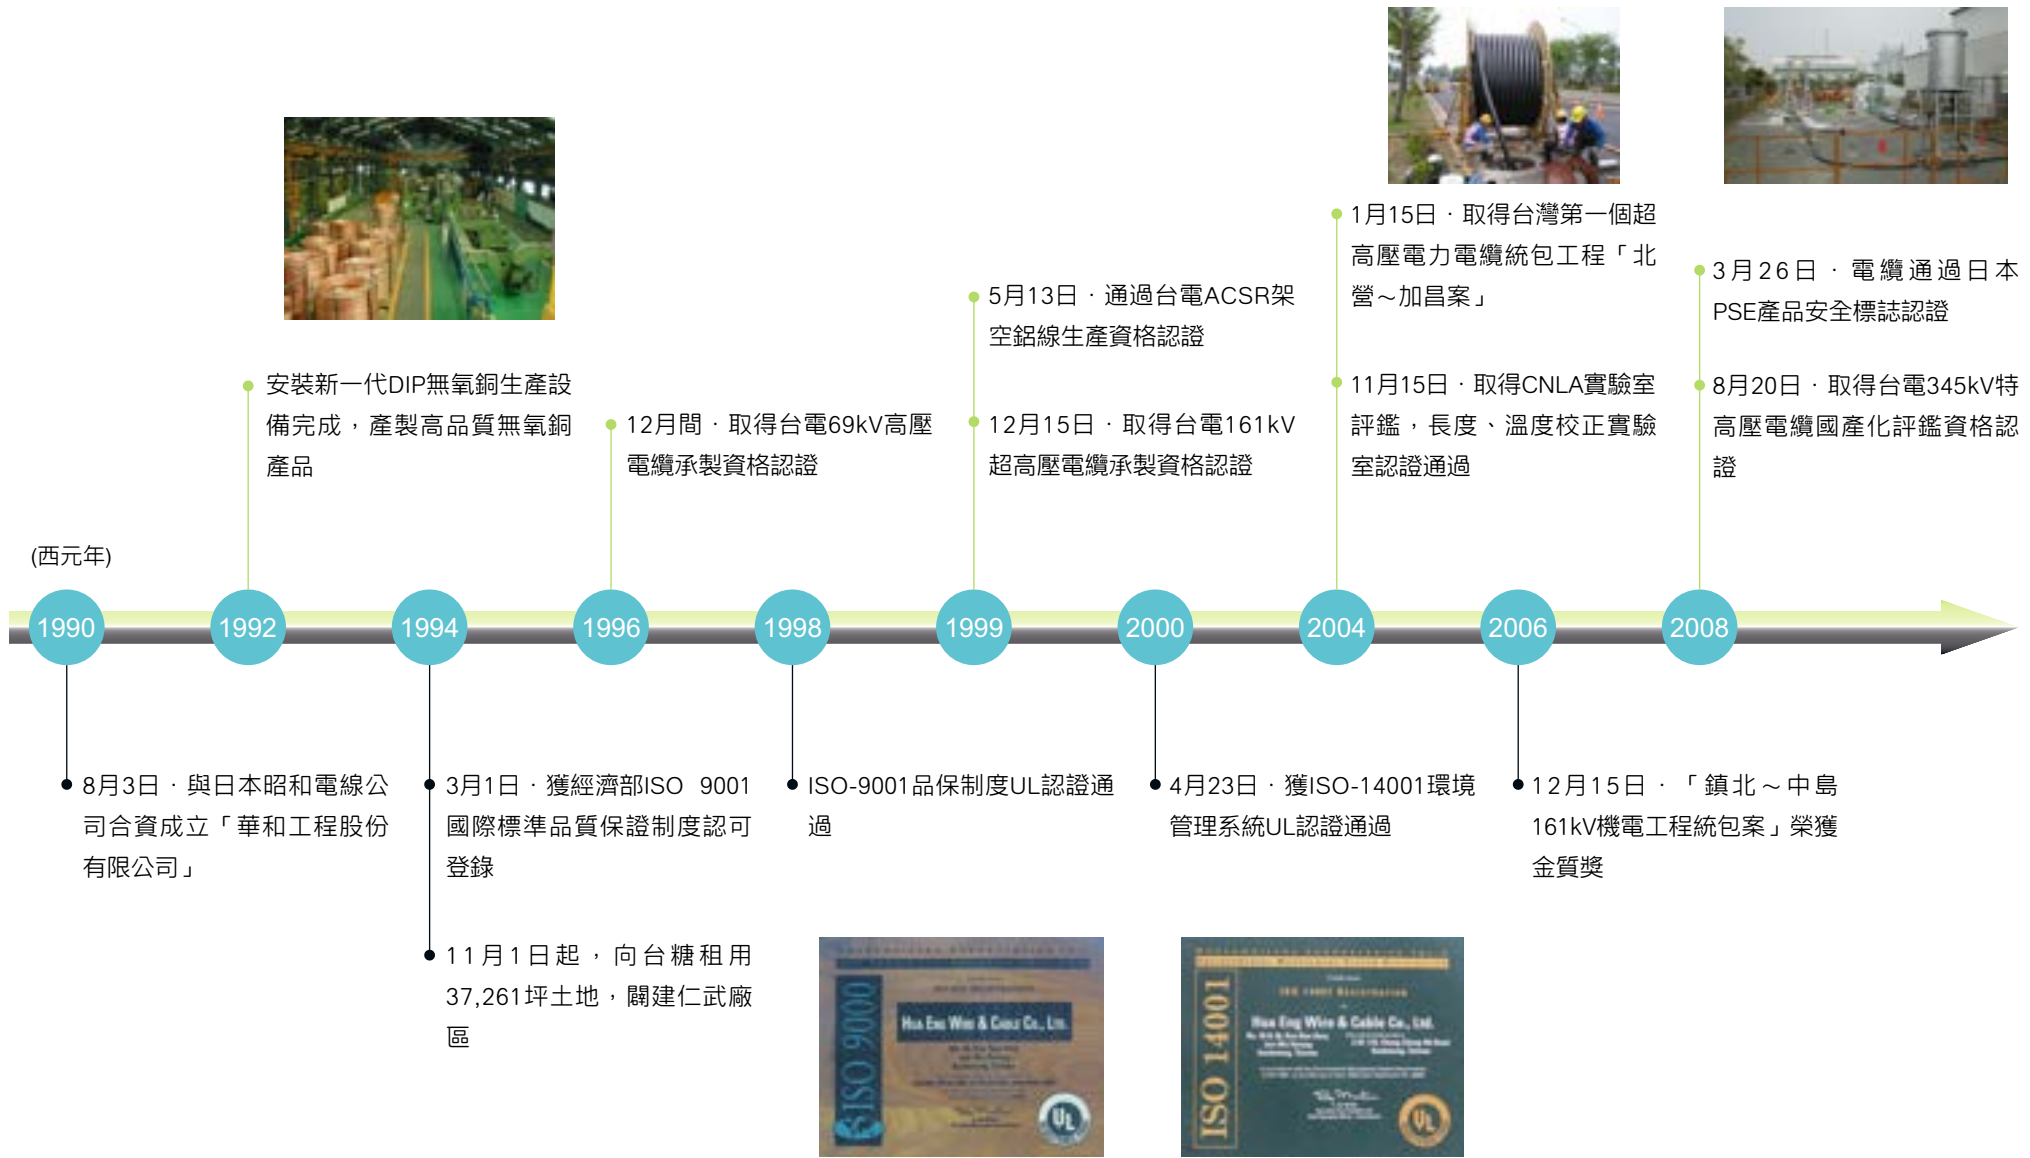 1月15日．取得台灣第一個超
高壓電力電纜統包工程「北
營～加昌案」
11月15日．取得CNLA實驗室
評鑑，長度、溫度校正實驗
室認證通過
3月26日．電纜通過日本
PSE產品安全標誌認證
8月20日．取得台電345kV特
高壓電纜國產化評鑑資格認
證
5月13日．通過台電ACSR架
空鋁線生產資格認證
12月15日．取得台電161kV
超高壓電纜承製資格認證
安裝新一代DIP無氧銅生產設
備完成，產製高品質無氧銅
產品
12月間．取得台電69kV高壓
電纜承製資格認證
(西元年)
1990
1992
1994
1996
1998
1999
2000
2004
2006
2008
8月3日．與日本昭和電線公
司合資成立「華和工程股份
有限公司」
3月1日．獲經濟部ISO 9001
國際標準品質保證制度認可
登錄
11月1日起，向台糖租用
37,261坪土地，闢建仁武廠
區
ISO-9001品保制度UL認證通
過
4月23日．獲ISO-14001環境
管理系統UL認證通過
12月15日．「鎮北～中島
161kV機電工程統包案」榮獲
金質獎
ISO 9000
Hua Eng Wire & Cable Co., Ltd.
UL
ISO 14001
ISO 14001 Registration
Hua Eng Wire & Cable Co., Ltd.
UL